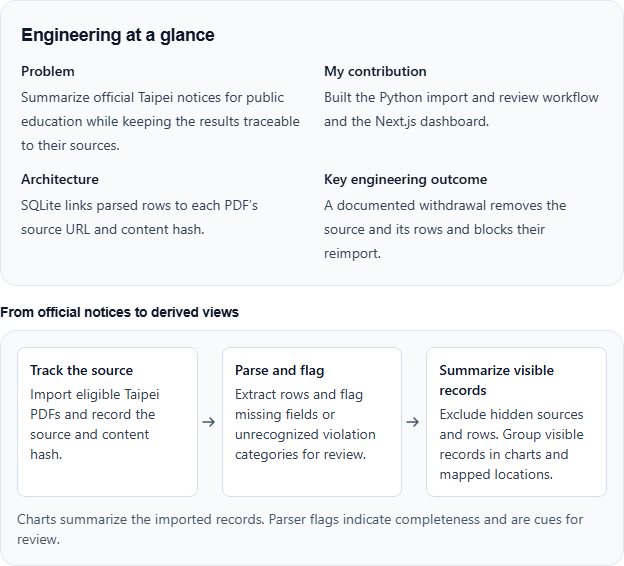 Engineering at a glance
Problem
Summarize official Taipei notices for public
education while keeping the results traceable
to their sources.
My contribution
Built the Python import and review workflow
and the Next.js dashboard.
Architecture
SQLite links parsed rows to each PDF's
source URL and content hash.
Key engineering outcome
A documented withdrawal removes the
source and its rows and blocks their
reimport.
From official notices to derived views
Track the source
Import eligible Taipei
PDFs and record the
source and content
hash.
→
Parse and flag
Extract rows and flag
missing fields or
unrecognized violation
categories for review.
→
Summarize visible
records
Exclude hidden sources
and rows. Group visible
records in charts and
mapped locations.
Charts summarize the imported records. Parser flags indicate completeness and are cues for
review.